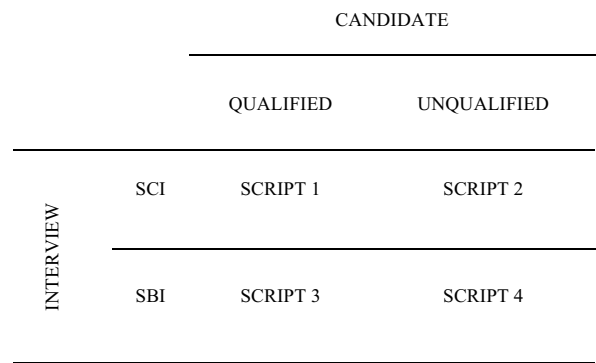 CANDIDATE
QUALIFIED UNQUALIFIED
SCI SCRIPT 1 SCRIPT 2
INTERVIEW
SBI SCRIPT 3 SCRIPT 4